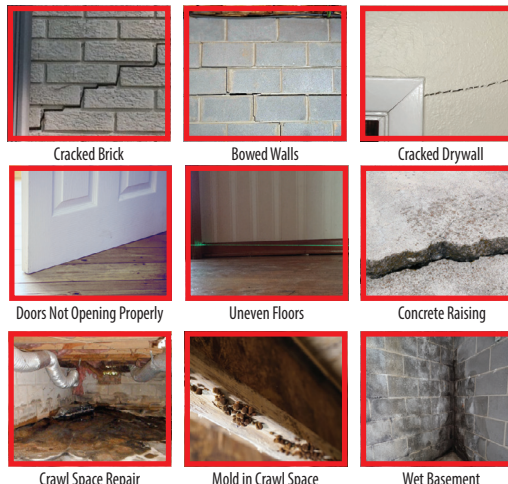 Cracked Brick
Bowed Walls
Cracked Drywall
Doors Not Opening Properly
Uneven Floors
Concrete Raising
Crawl Space Repair
Mold in Crawl Space
Wet Basement